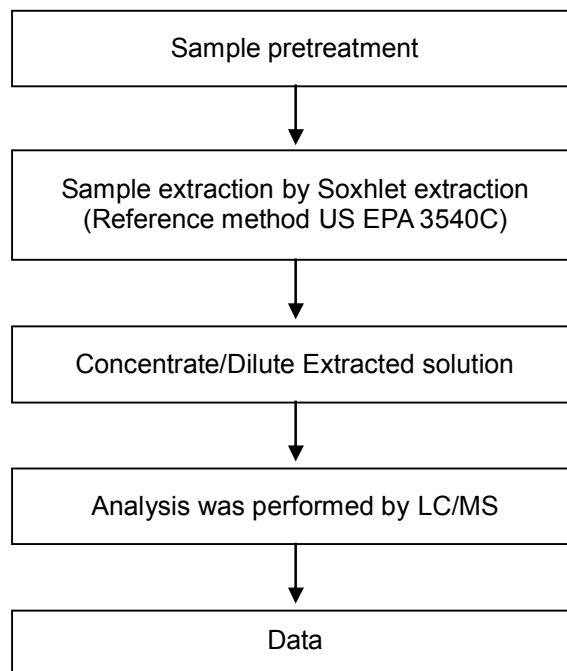 Sample pretreatment
Sample extraction by Soxhlet extraction
(Reference method US EPA 3540C)
Concentrate/Dilute Extracted solution
Analysis was performed by LC/MS
Data